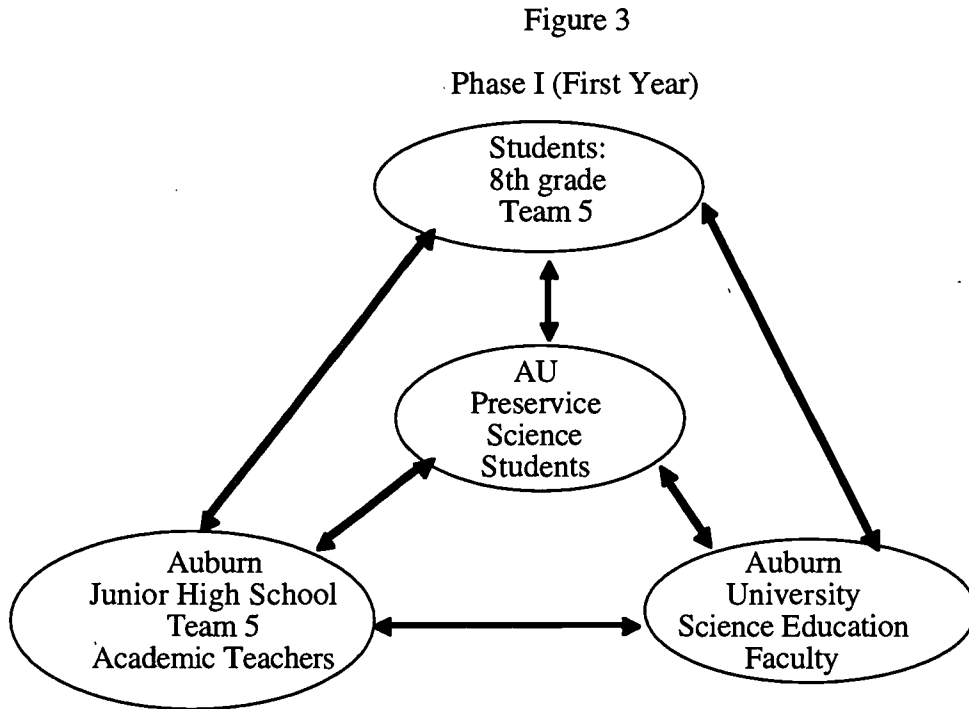 Figure 3
Phase I (First Year)
Students:
8th grade
Team 5
AU
Preservice
Science
Students
Auburn
Junior High School
Team 5
Academic Teachers
Auburn
University
Science Education
Faculty